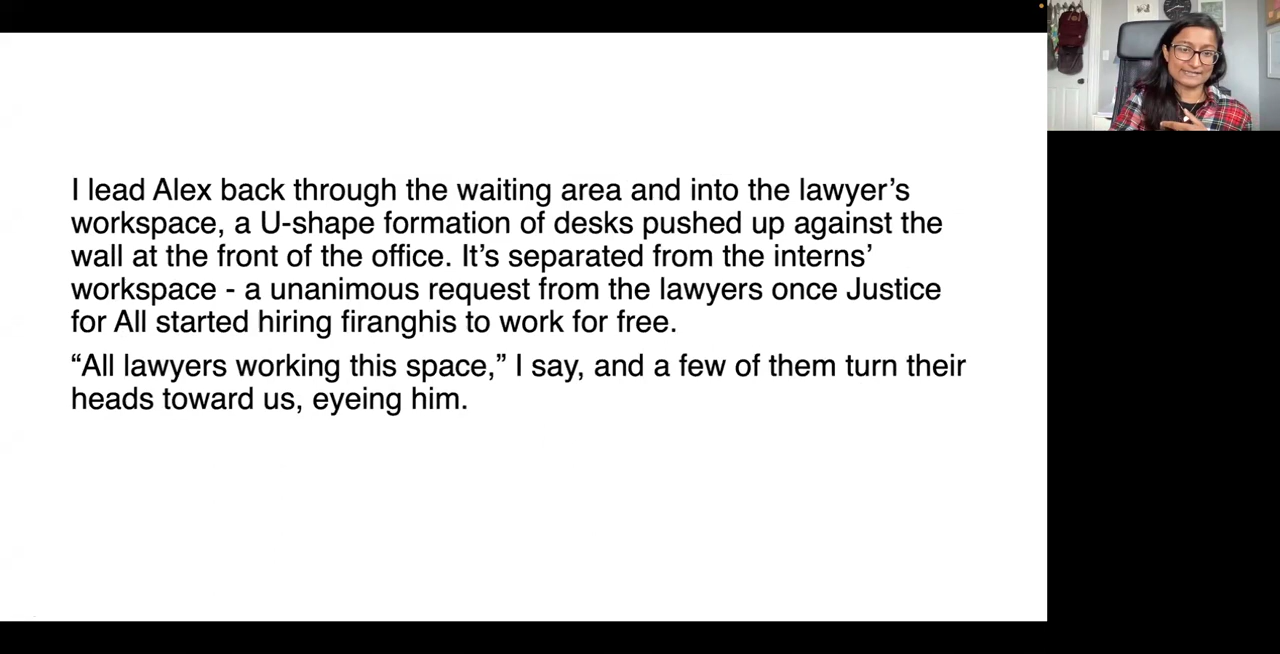 I lead Alex back through the waiting area and into the lawyer’s
workspace, a U-shape formation of desks pushed up against the
wall at the front of the office. It’s separated from the interns’
workspace - a unanimous request from the lawyers once Justice
for All started hiring firanghis to work for free.
“All lawyers working this space,” I say, and a few of them turn their
heads toward us, eyeing him.